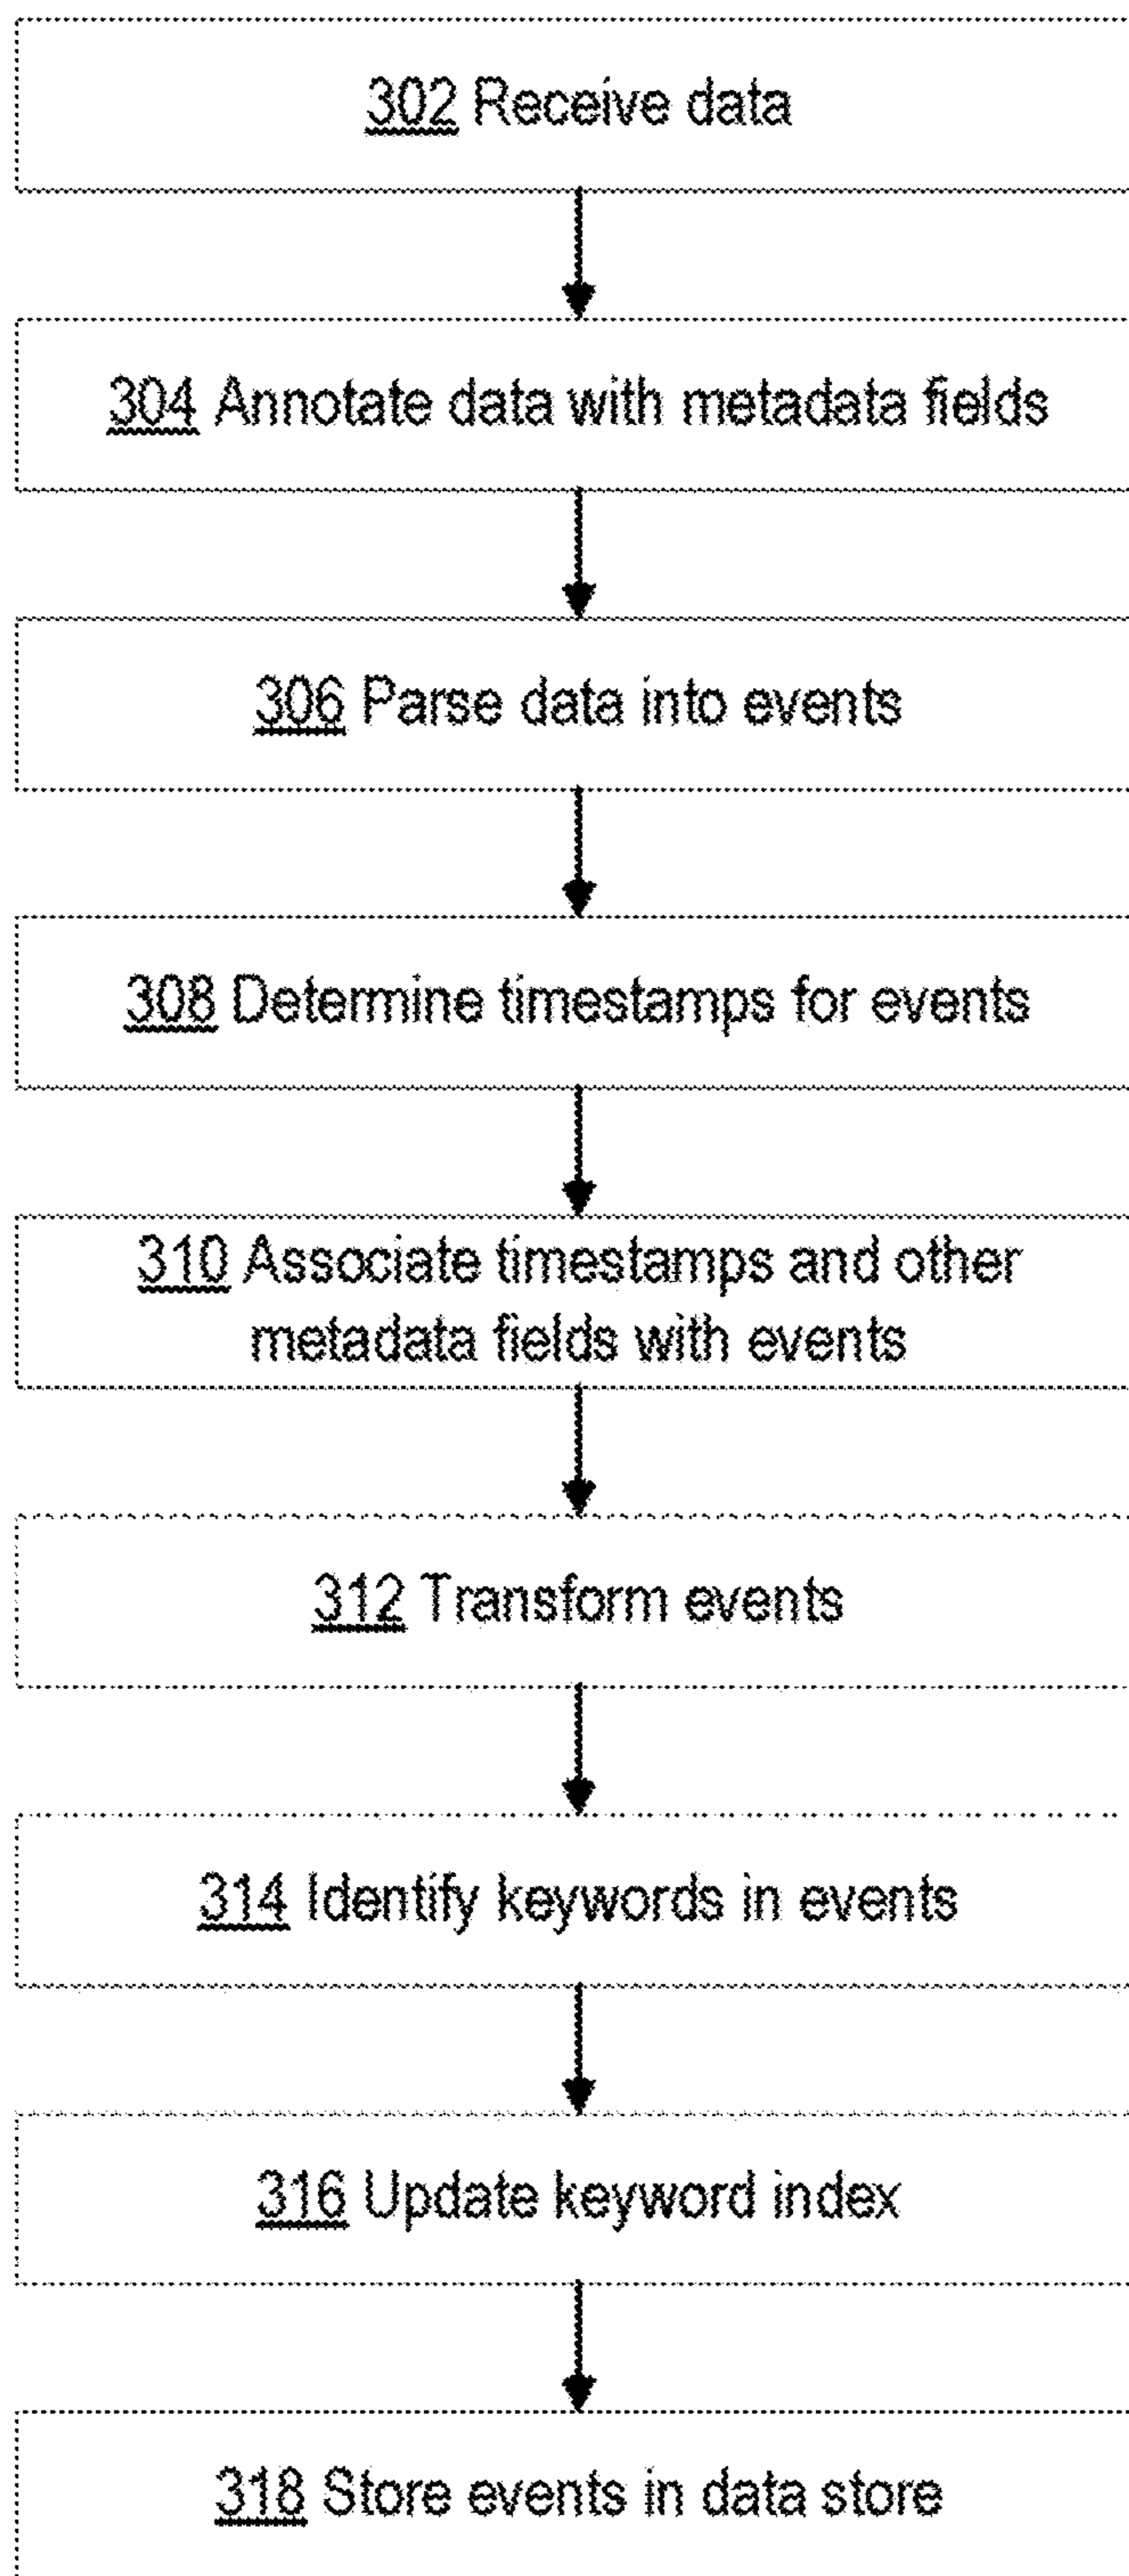 302 Receive data
304 Annotate data with metadata fields
306 Parse data into events
308 Determine timestamps for events
310 Associate timestamps and other
metadata fields with events
312 Transform events
314 Identify keywords in events
316 Update keyword index
318 Store events in data store